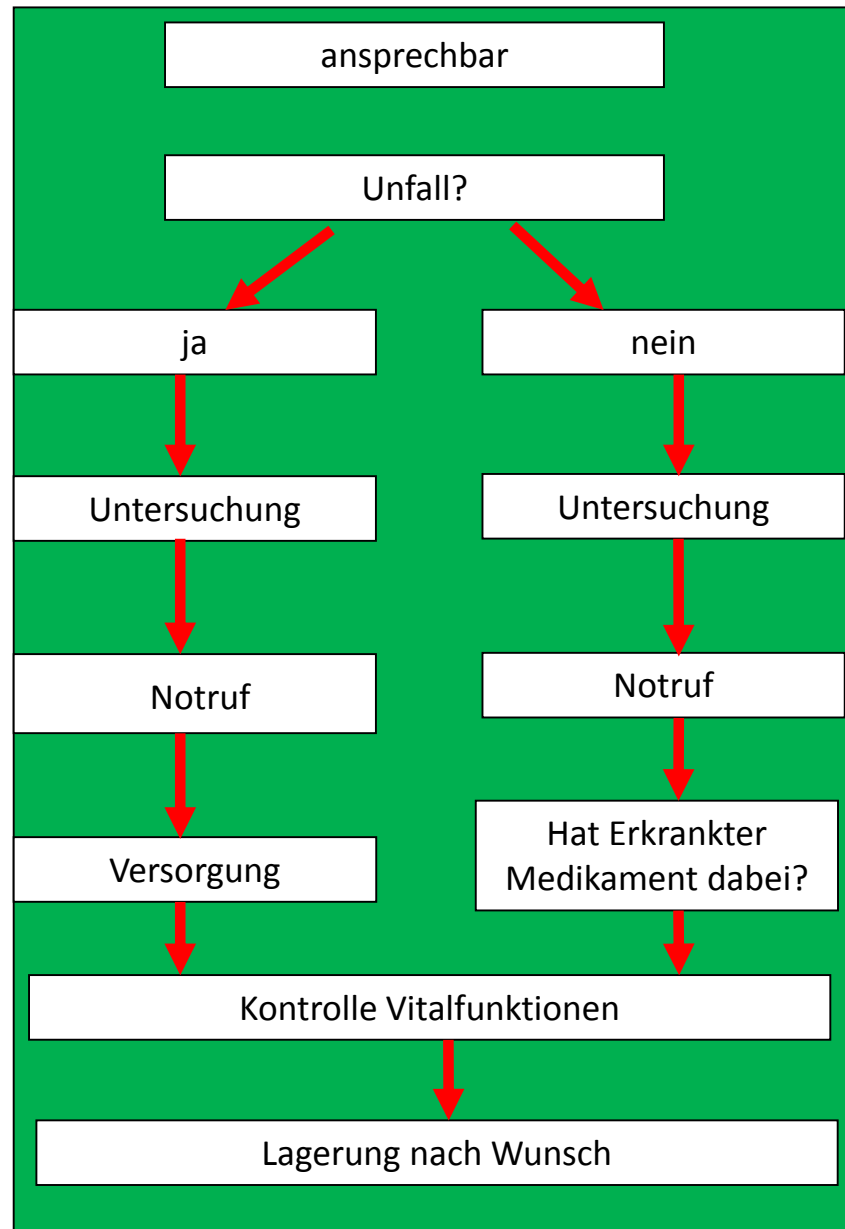 ansprechbar
Unfall?
ja
nein
Untersuchung
Untersuchung
Notruf
Notruf
Versorgung
Hat Erkrankter
Medikament dabei?
Kontrolle Vitalfunktionen
Lagerung nach Wunsch